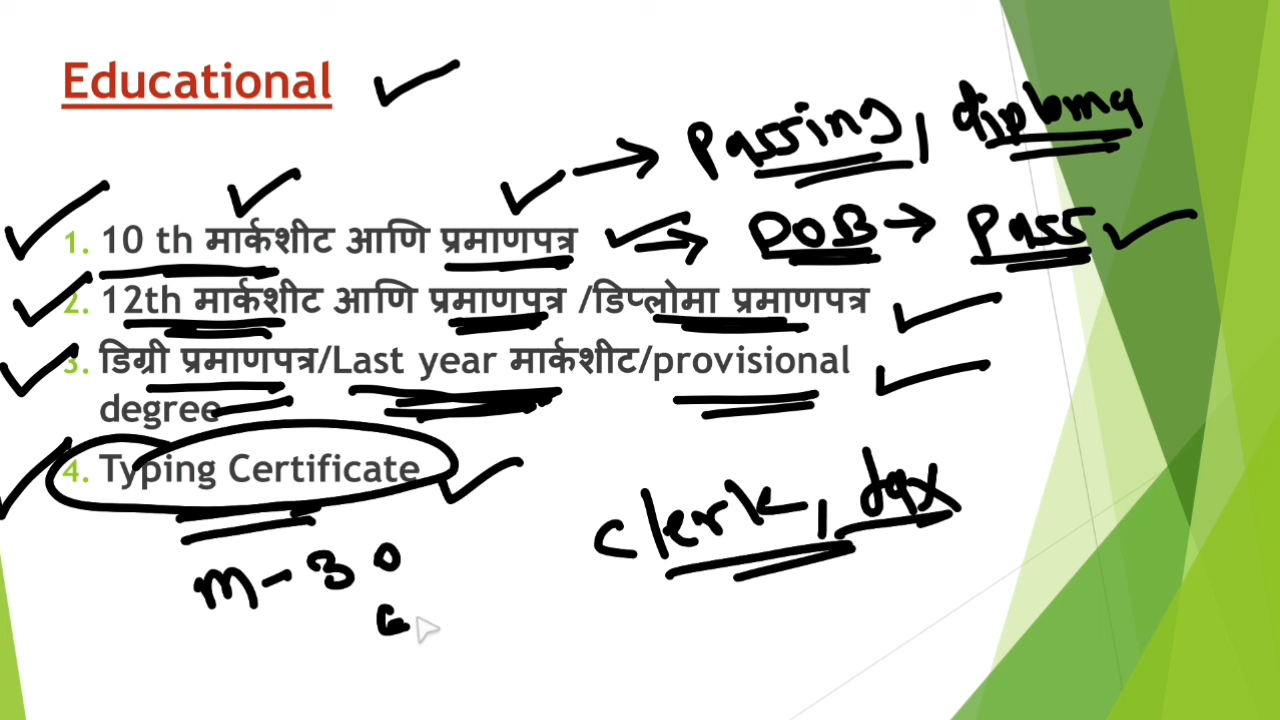 Educational
Passing, diploma
1. 10 th मार्कशीट आणि प्रमाणपत्र
DOB → Pass
2. 12th मार्कशीट आणि प्रमाणपत्र /डिप्लोमा प्रमाणपत्र
3. डिग्री प्रमाणपत्र/Last year मार्कशीट/provisional
degree
4. Typing Certificate
clerk, tax
m-30